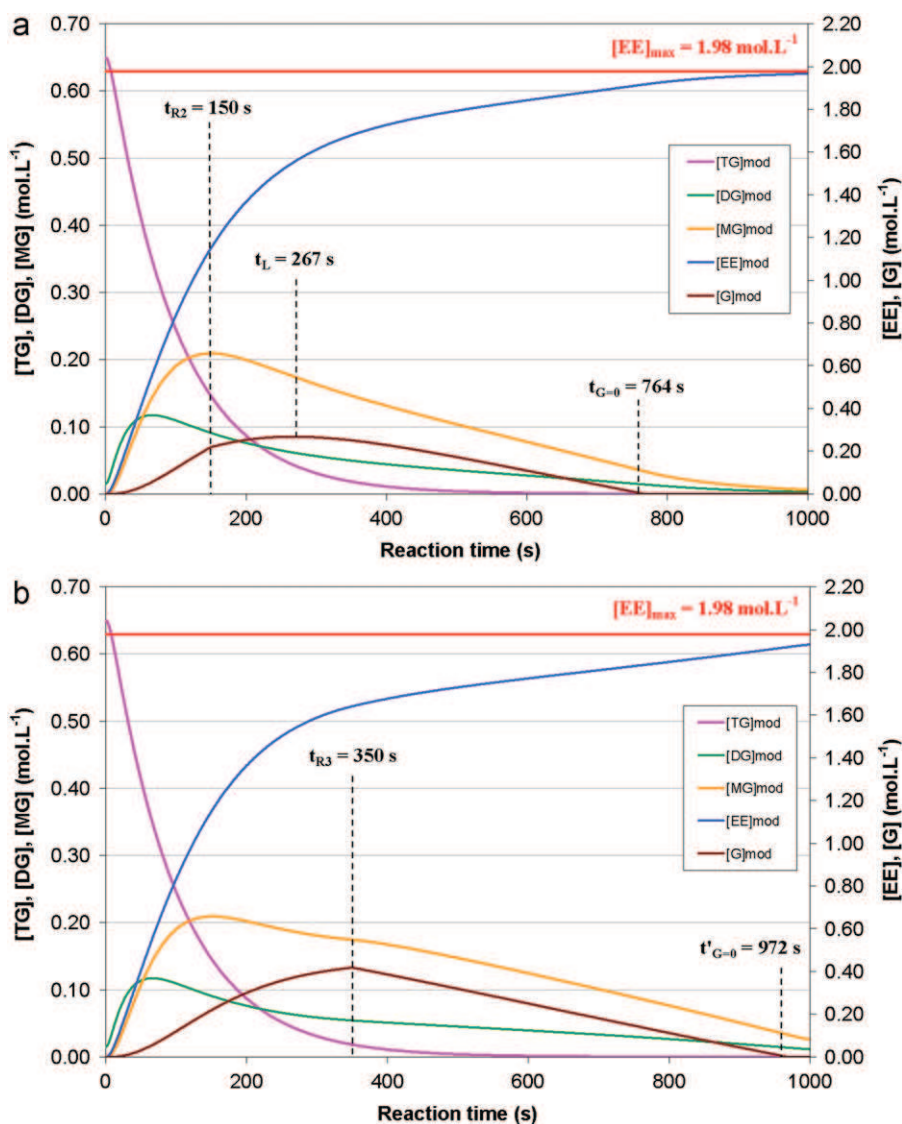 a
[EE]max = 1.98 mol.L-1
tR2 = 150 s
tL = 267 s
tG=0 = 764 s
[TG]mod
[DG]mod
[MG]mod
[EE]mod
[G]mod
[TG], [DG], [MG] (mol.L-1)
0.70
0.60
0.50
0.40
0.30
0.20
0.10
0.00
[EE], [G] (mol.L-1)
2.20
2.00
1.80
1.60
1.40
1.20
1.00
0.80
0.60
0.40
0.20
0.00
0 200 400 600 800 1000
Reaction time (s)
b
[EE]max = 1.98 mol.L-1
tR3 = 350 s
t'G=0 = 972 s
[TG]mod
[DG]mod
[MG]mod
[EE]mod
[G]mod
[TG], [DG], [MG] (mol.L-1)
0.70
0.60
0.50
0.40
0.30
0.20
0.10
0.00
[EE], [G] (mol.L-1)
2.20
2.00
1.80
1.60
1.40
1.20
1.00
0.80
0.60
0.40
0.20
0.00
0 200 400 600 800 1000
Reaction time (s)